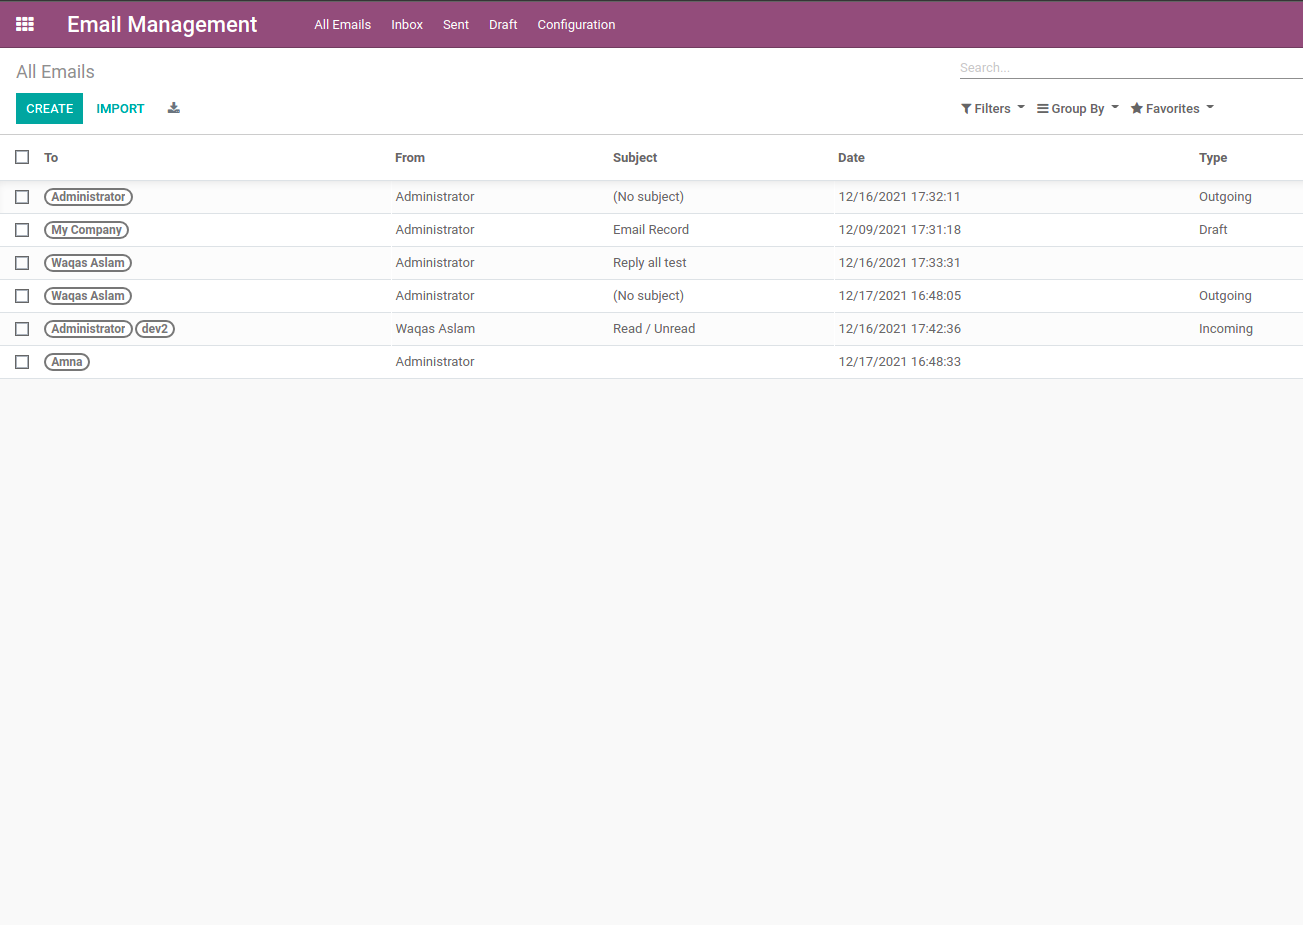 Email Management All Emails Inbox Sent Draft Configuration
All Emails Search...
CREATE IMPORT Filters Group By Favorites
To From Subject Date Type
Administrator Administrator (No subject) 12/16/2021 17:32:11 Outgoing
My Company Administrator Email Record 12/09/2021 17:31:18 Draft
Waqas Aslam Administrator Reply all test 12/16/2021 17:33:31
Waqas Aslam Administrator (No subject) 12/17/2021 16:48:05 Outgoing
Administrator dev2 Waqas Aslam Read / Unread 12/16/2021 17:42:36 Incoming
Amna Administrator 12/17/2021 16:48:33